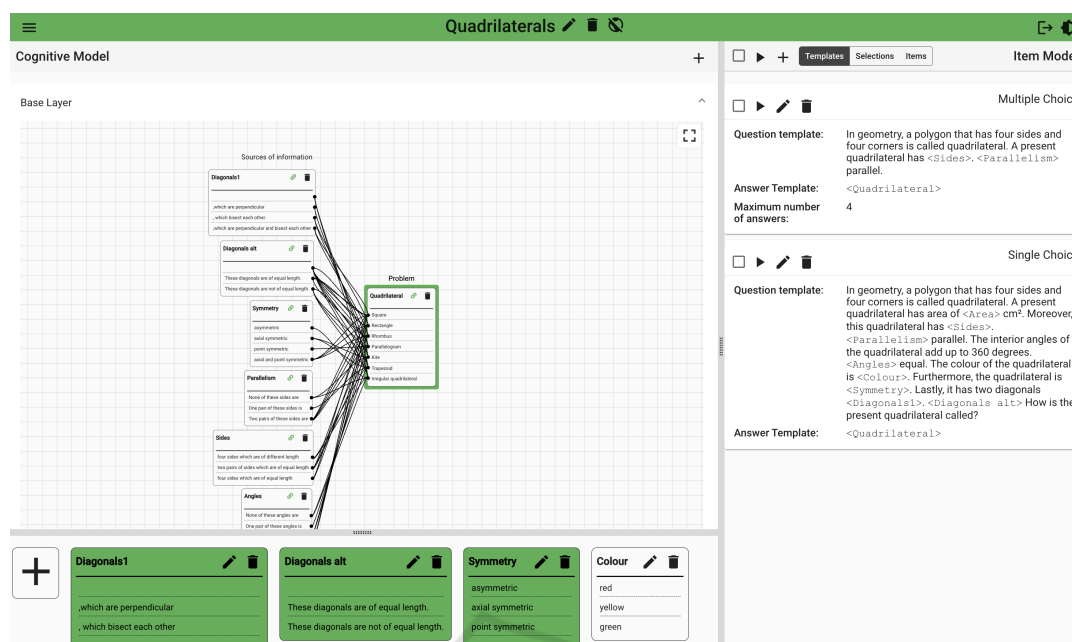 Quadrilaterals
Cognitive Model
Templates
Selections
Items
Item Mode
Base Layer
Sources of information
Diagonals1
,which are perpendicular
, which bisect each other
,which are perpendicular and bisect each other
Diagonals alt
These diagonals are of equal length.
These diagonals are not of equal length.
Symmetry
asymmetric
axial symmetric
point symmetric
axial and point symmetric
Parallelism
None of these sides are
One pair of these sides is
Two pairs of these sides are
Sides
four sides which are of different length
two pairs of sides which are of equal length
four sides which are of equal length
Angles
None of these angles are
One pair of these angles is
Problem
Quadrilateral
Square
Rectangle
Rhombus
Parallelogram
Kite
Trapezoid
Irregular quadrilateral
Multiple Choic
Question template:
In geometry, a polygon that has four sides and
four corners is called quadrilateral. A present
quadrilateral has <Sides>. <Parallelism>
parallel.
Answer Template:
<Quadrilateral>
Maximum number
of answers:
4
Single Choic
Question template:
In geometry, a polygon that has four sides and
four corners is called quadrilateral. A present
quadrilateral has area of <Area> cm². Moreover,
this quadrilateral has <Sides>.
<Parallelism> parallel. The interior angles of
the quadrilateral add up to 360 degrees.
<Angles> equal. The colour of the quadrilateral
is <Colour>. Furthermore, the quadrilateral is
<Symmetry>. Lastly, it has two diagonals
<Diagonals1>. <Diagonals alt> How is the
present quadrilateral called?
Answer Template:
<Quadrilateral>
Diagonals1
,which are perpendicular
, which bisect each other
Diagonals alt
These diagonals are of equal length.
These diagonals are not of equal length.
Symmetry
asymmetric
axial symmetric
point symmetric
Colour
red
yellow
green